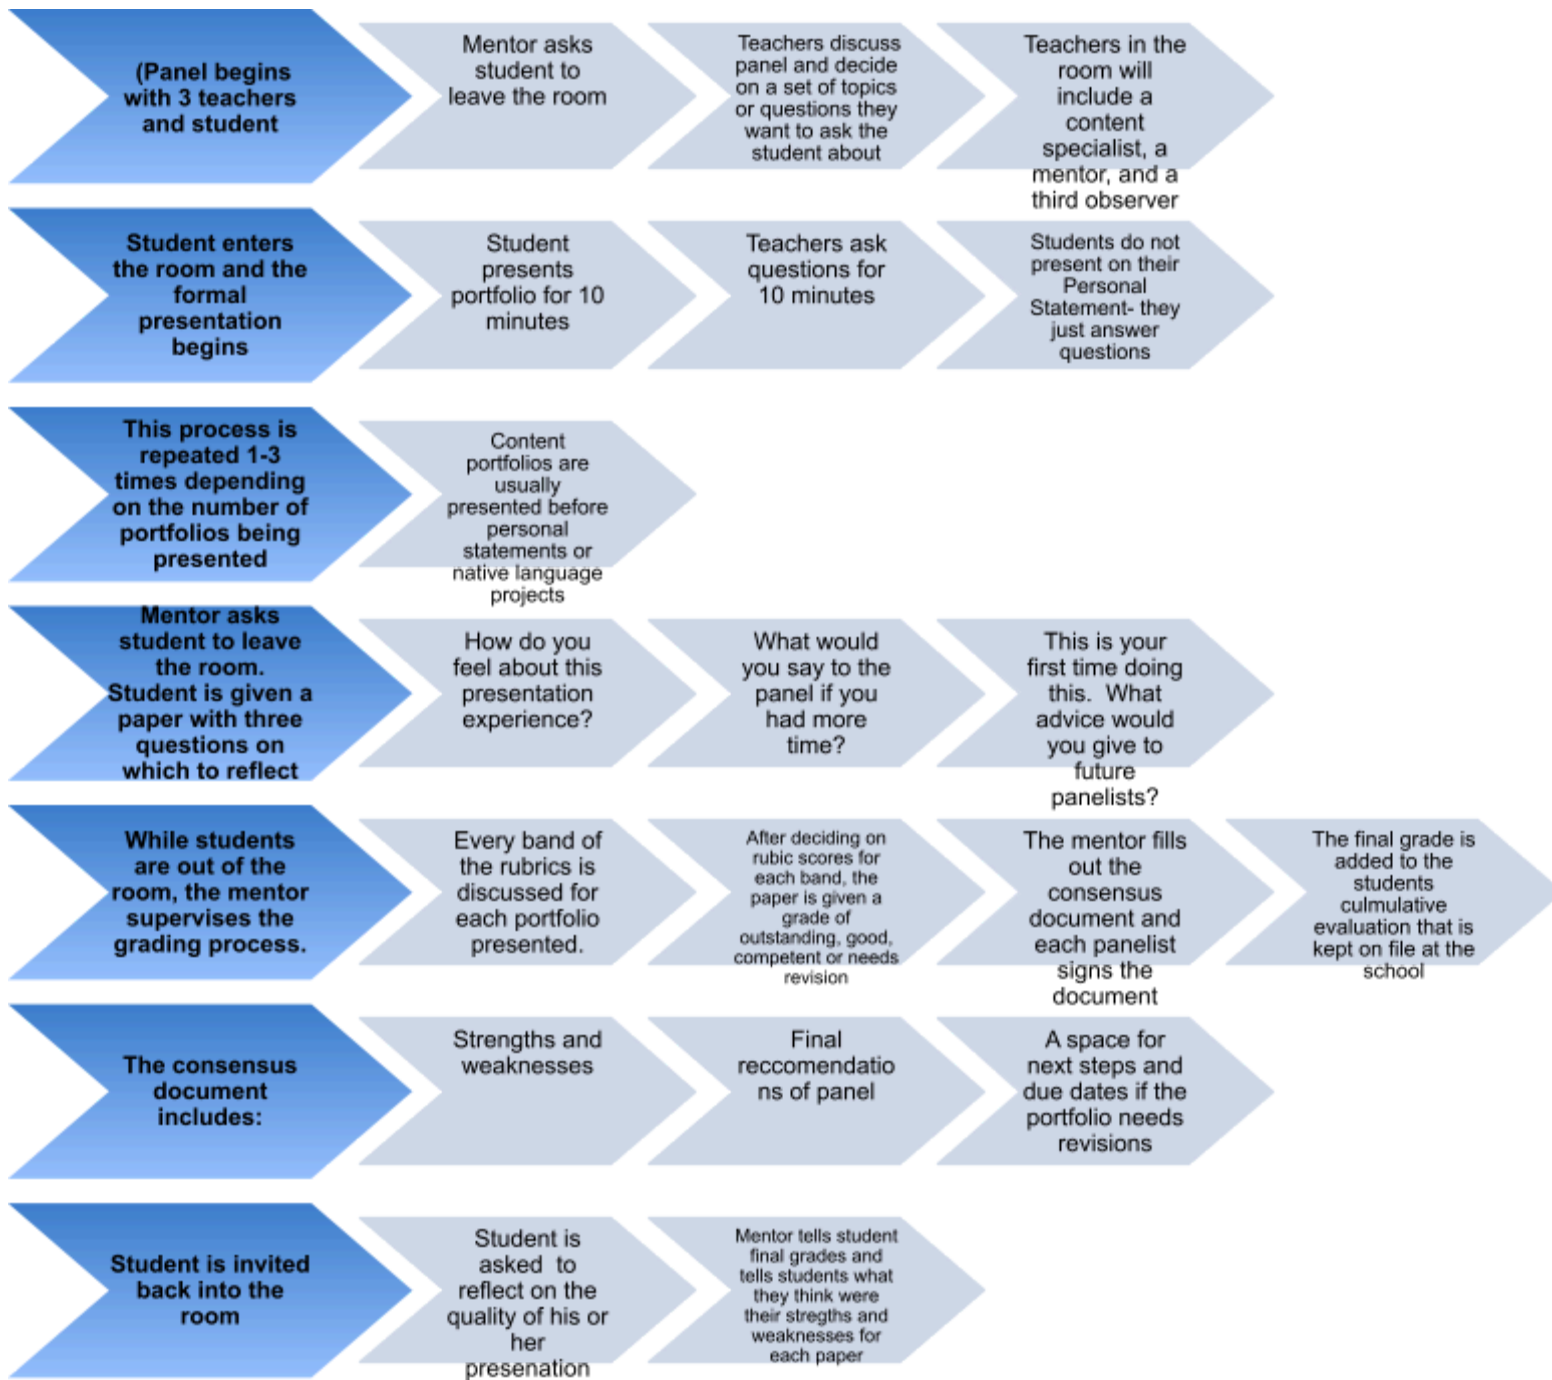 (Panel begins
with 3 teachers
and student
Mentor asks
student to
leave the room
Teachers discuss
panel and decide
on a set of topics
or questions they
want to ask the
student about
Teachers in the
room will
include a
content
specialist, a
mentor, and a
third observer
Student enters
the room and the
formal
presentation
begins
Student
presents
portfolio for 10
minutes
Teachers ask
questions for
10 minutes
Students do not
present on their
Personal
Statement- they
just answer
questions
This process is
repeated 1-3
times depending
on the number of
portfolios being
presented
Content
portfolios are
usually
presented before
personal
statements or
native language
projects
Mentor asks
student to leave
the room.
Student is given a
paper with three
questions on
which to reflect
How do you
feel about this
presentation
experience?
What would
you say to the
panel if you
had more
time?
This is your
first time doing
this.  What
advice would
you give to
future
panelists?
While students
are out of the
room, the mentor
supervises the
grading process.
Every band of
the rubrics is
discussed for
each portfolio
presented.
After deciding on
rubic scores for
each band, the
paper is given a
grade of
outstanding, good,
competent or needs
revision
The mentor fills
out the
consensus
document and
each panelist
signs the
document
The final grade is
added to the
students
culmulative
evaluation that is
kept on file at the
school
The consensus
document
includes:
Strengths and
weaknesses
Final
reccomendatio
ns of panel
A space for
next steps and
due dates if the
portfolio needs
revisions
Student is invited
back into the
room
Student is
asked  to
reflect on the
quality of his or
her
presenation
Mentor tells student
final grades and
tells students what
they think were
their stregths and
weaknesses for
each paper